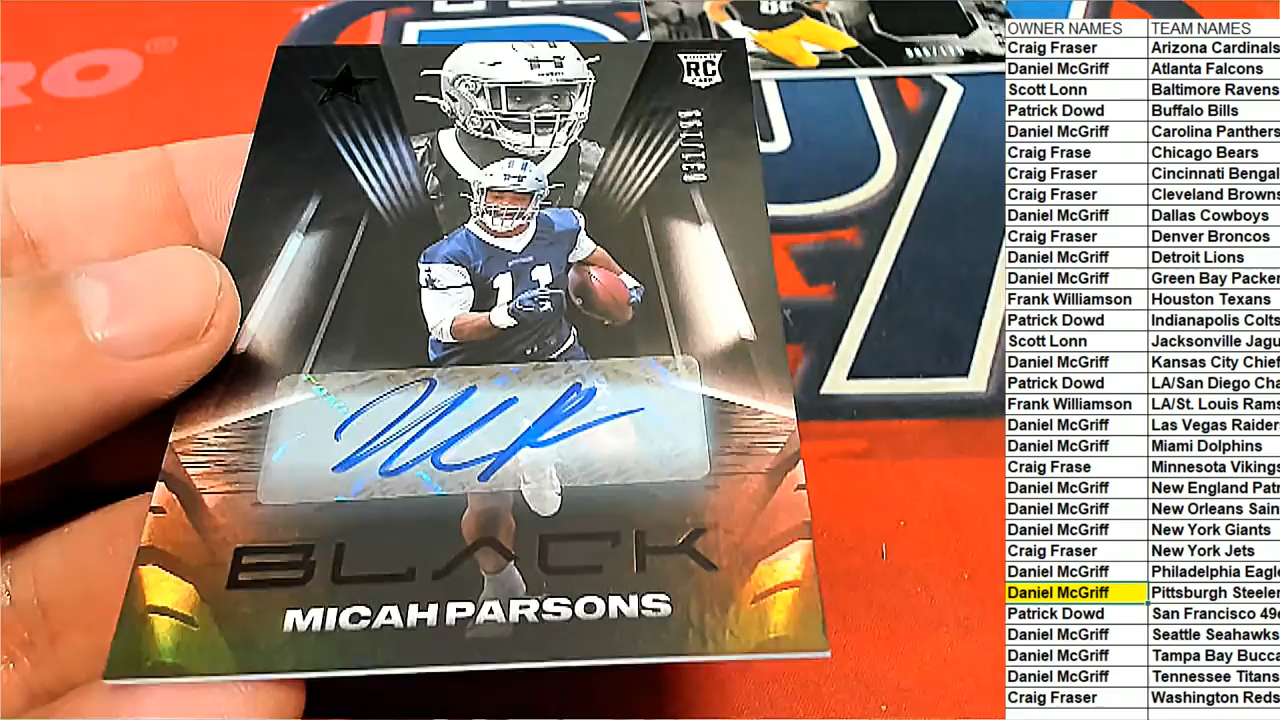 RO®
RC
11
BLACK
MICAH PARSONS
OWNER NAMES TEAM NAMES
Craig Fraser Arizona Cardinals
Daniel McGriff Atlanta Falcons
Scott Lonn Baltimore Ravens
Patrick Dowd Buffalo Bills
Daniel McGriff Carolina Panthers
Craig Frase Chicago Bears
Craig Fraser Cincinnati Bengal
Craig Fraser Cleveland Browns
Daniel McGriff Dallas Cowboys
Craig Fraser Denver Broncos
Daniel McGriff Detroit Lions
Daniel McGriff Green Bay Packer
Frank Williamson Houston Texans
Patrick Dowd Indianapolis Colts
Scott Lonn Jacksonville Jagu
Daniel McGriff Kansas City Chief
Patrick Dowd LA/San Diego Cha
Frank Williamson LA/St. Louis Rams
Daniel McGriff Las Vegas Raider
Daniel McGriff Miami Dolphins
Craig Frase Minnesota Vikings
Daniel McGriff New England Patr
Daniel McGriff New Orleans Sain
Daniel McGriff New York Giants
Craig Fraser New York Jets
Daniel McGriff Philadelphia Eagle
Daniel McGriff Pittsburgh Steeler
Patrick Dowd San Francisco 49e
Daniel McGriff Seattle Seahawks
Daniel McGriff Tampa Bay Bucca
Daniel McGriff Tennessee Titans
Craig Fraser Washington Reds